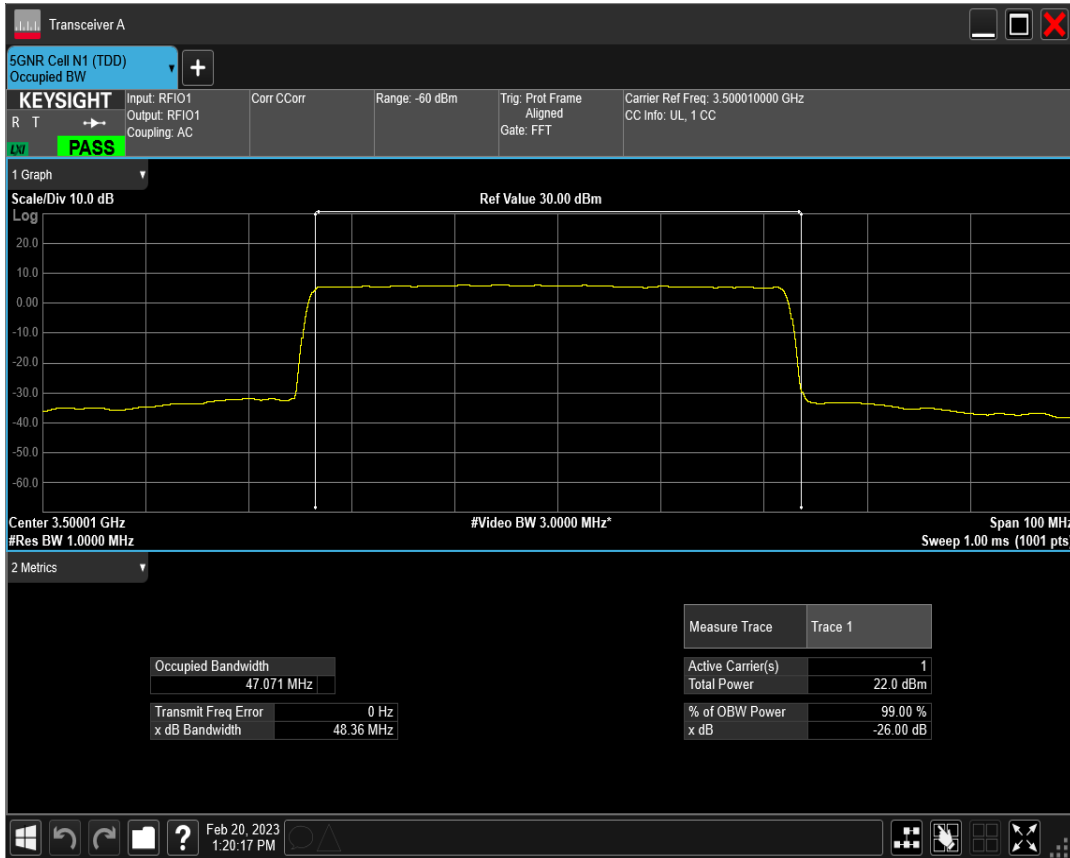 Transceiver A
5GNR Cell N1 (TDD)
Occupied BW
+
KEYSIGHT
R T
LXI
PASS
Input: RFIO1
Output: RFIO1
Coupling: AC
Corr CCorr
Range: -60 dBm
Trig: Prot Frame
Aligned
Gate: FFT
Carrier Ref Freq: 3.500010000 GHz
CC Info: UL, 1 CC
1 Graph
Scale/Div 10.0 dB
Ref Value 30.00 dBm
Log
20.0
10.0
0.00
-10.0
-20.0
-30.0
-40.0
-50.0
-60.0
Center 3.50001 GHz
#Video BW 3.0000 MHz*
Span 100 MHz
#Res BW 1.0000 MHz
Sweep 1.00 ms (1001 pts)
2 Metrics
Measure Trace Trace 1
Occupied Bandwidth
47.071 MHz
Active Carrier(s) 1
Total Power 22.0 dBm
Transmit Freq Error 0 Hz
x dB Bandwidth 48.36 MHz
% of OBW Power 99.00 %
x dB -26.00 dB
?
Feb 20, 2023
1:20:17 PM